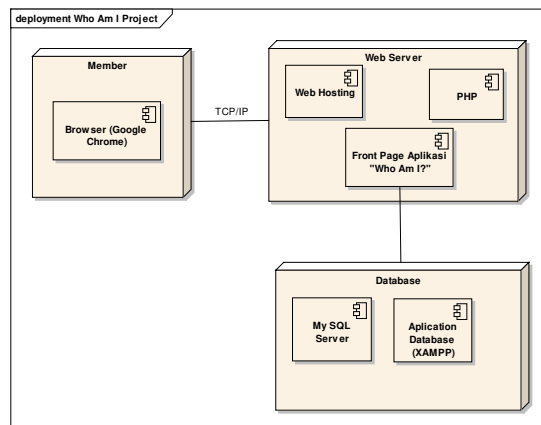 deployment Who Am I Project
Member
Browser (Google
Chrome)
TCP/IP
Web Server
Web Hosting
PHP
Front Page Aplikasi
"Who Am I?"
Database
My SQL
Server
Aplication
Database
(XAMPP)